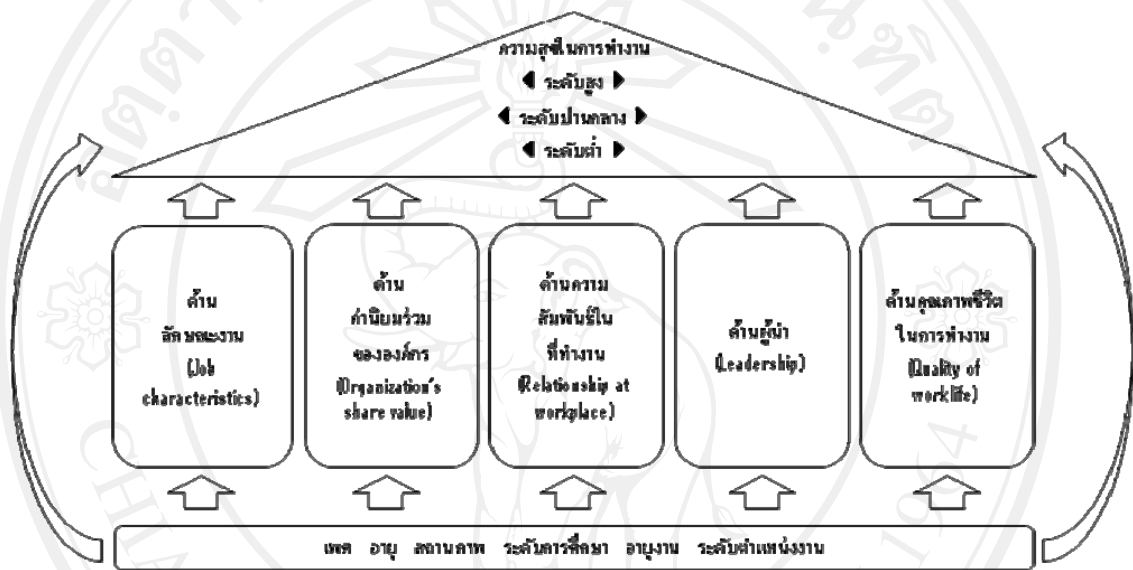 ความสุขในการทำงาน
ระดับสูง
ระดับปานกลาง
ระดับต่ำ
ด้าน
ลักษณะงาน
(Job
characteristics)
ด้าน
ค่านิยมร่วม
ขององค์กร
(Organization's
share value)
ด้านความ
สัมพันธ์ใน
ที่ทำงาน
(Relationship at
workplace)
ด้านผู้นำ
(Leadership)
ด้านคุณภาพชีวิต
ในการทำงาน
(Quality of
worklife)
เพศ อายุ สถานภาพ ระดับการศึกษา อายุงาน ระดับตำแหน่งงาน
1964